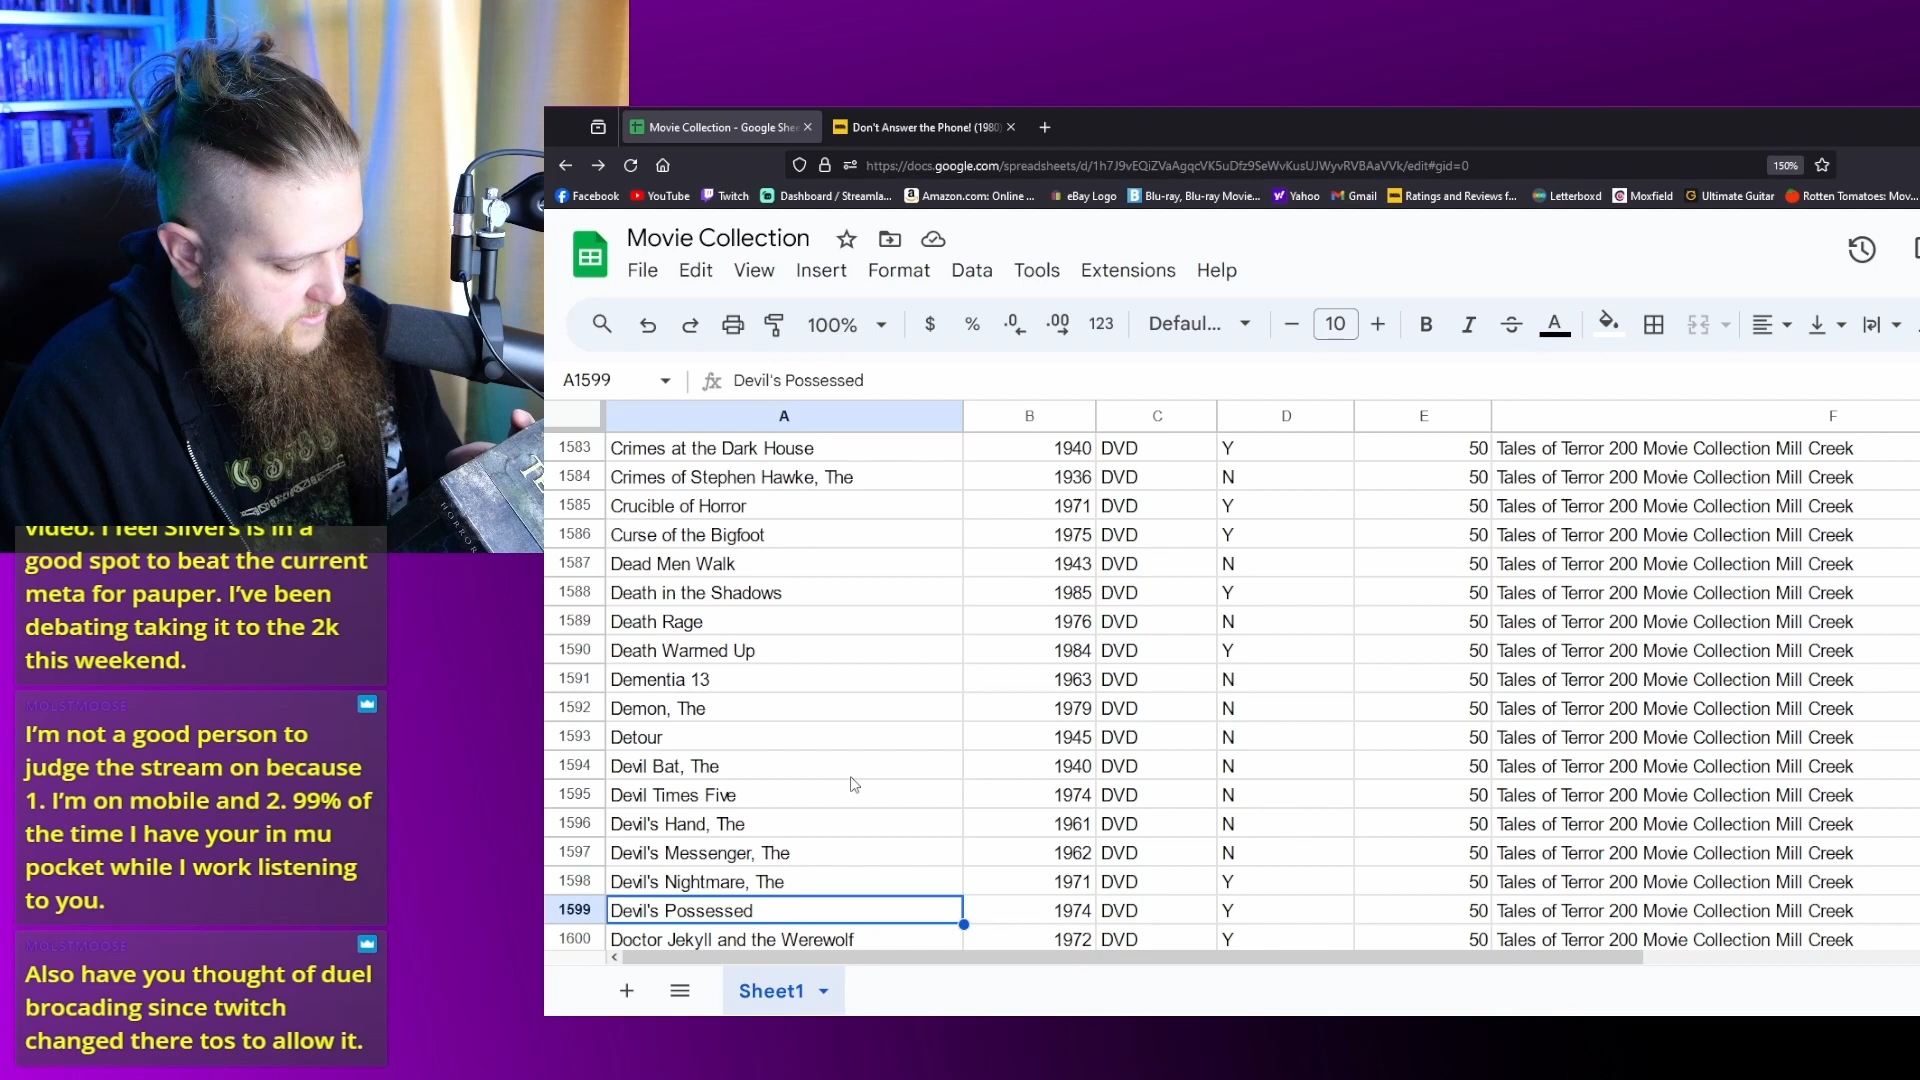 Movie Collection - Google She
Don't Answer the Phone! (1980)
https://docs.google.com/spreadsheets/d/1h7J9vEQiZVaAgqcVK5uDfz9SeWvKusUJWyvRVBAaVVk/edit#gid=0
150%
Facebook YouTube Twitch Dashboard / Streamla... Amazon.com: Online ... eBay Logo Blu-ray, Blu-ray Movie... Yahoo Gmail Ratings and Reviews f... Letterboxd Moxfield Ultimate Guitar Rotten Tomatoes: Mov...
Movie Collection
File Edit View Insert Format Data Tools Extensions Help
100% $ % .0 .00 123 Defaul... 10 B I S A
A1599 fx Devil's Possessed
A B C D E F
1583 Crimes at the Dark House 1940 DVD Y 50 Tales of Terror 200 Movie Collection Mill Creek
1584 Crimes of Stephen Hawke, The 1936 DVD N 50 Tales of Terror 200 Movie Collection Mill Creek
1585 Crucible of Horror 1971 DVD Y 50 Tales of Terror 200 Movie Collection Mill Creek
1586 Curse of the Bigfoot 1975 DVD Y 50 Tales of Terror 200 Movie Collection Mill Creek
1587 Dead Men Walk 1943 DVD N 50 Tales of Terror 200 Movie Collection Mill Creek
1588 Death in the Shadows 1985 DVD Y 50 Tales of Terror 200 Movie Collection Mill Creek
1589 Death Rage 1976 DVD N 50 Tales of Terror 200 Movie Collection Mill Creek
1590 Death Warmed Up 1984 DVD Y 50 Tales of Terror 200 Movie Collection Mill Creek
1591 Dementia 13 1963 DVD N 50 Tales of Terror 200 Movie Collection Mill Creek
1592 Demon, The 1979 DVD N 50 Tales of Terror 200 Movie Collection Mill Creek
1593 Detour 1945 DVD N 50 Tales of Terror 200 Movie Collection Mill Creek
1594 Devil Bat, The 1940 DVD N 50 Tales of Terror 200 Movie Collection Mill Creek
1595 Devil Times Five 1974 DVD N 50 Tales of Terror 200 Movie Collection Mill Creek
1596 Devil's Hand, The 1961 DVD N 50 Tales of Terror 200 Movie Collection Mill Creek
1597 Devil's Messenger, The 1962 DVD N 50 Tales of Terror 200 Movie Collection Mill Creek
1598 Devil's Nightmare, The 1971 DVD Y 50 Tales of Terror 200 Movie Collection Mill Creek
1599 Devil's Possessed 1974 DVD Y 50 Tales of Terror 200 Movie Collection Mill Creek
1600 Doctor Jekyll and the Werewolf 1972 DVD Y 50 Tales of Terror 200 Movie Collection Mill Creek
Sheet1
HORROR
video. I feel Slivers is in a
good spot to beat the current
meta for pauper. I've been
debating taking it to the 2k
this weekend.
MOLSTMOOSE
I'm not a good person to
judge the stream on because
1. I'm on mobile and 2. 99% of
the time I have your in mu
pocket while I work listening
to you.
MOLSTMOOSE
Also have you thought of duel
brocading since twitch
changed there tos to allow it.